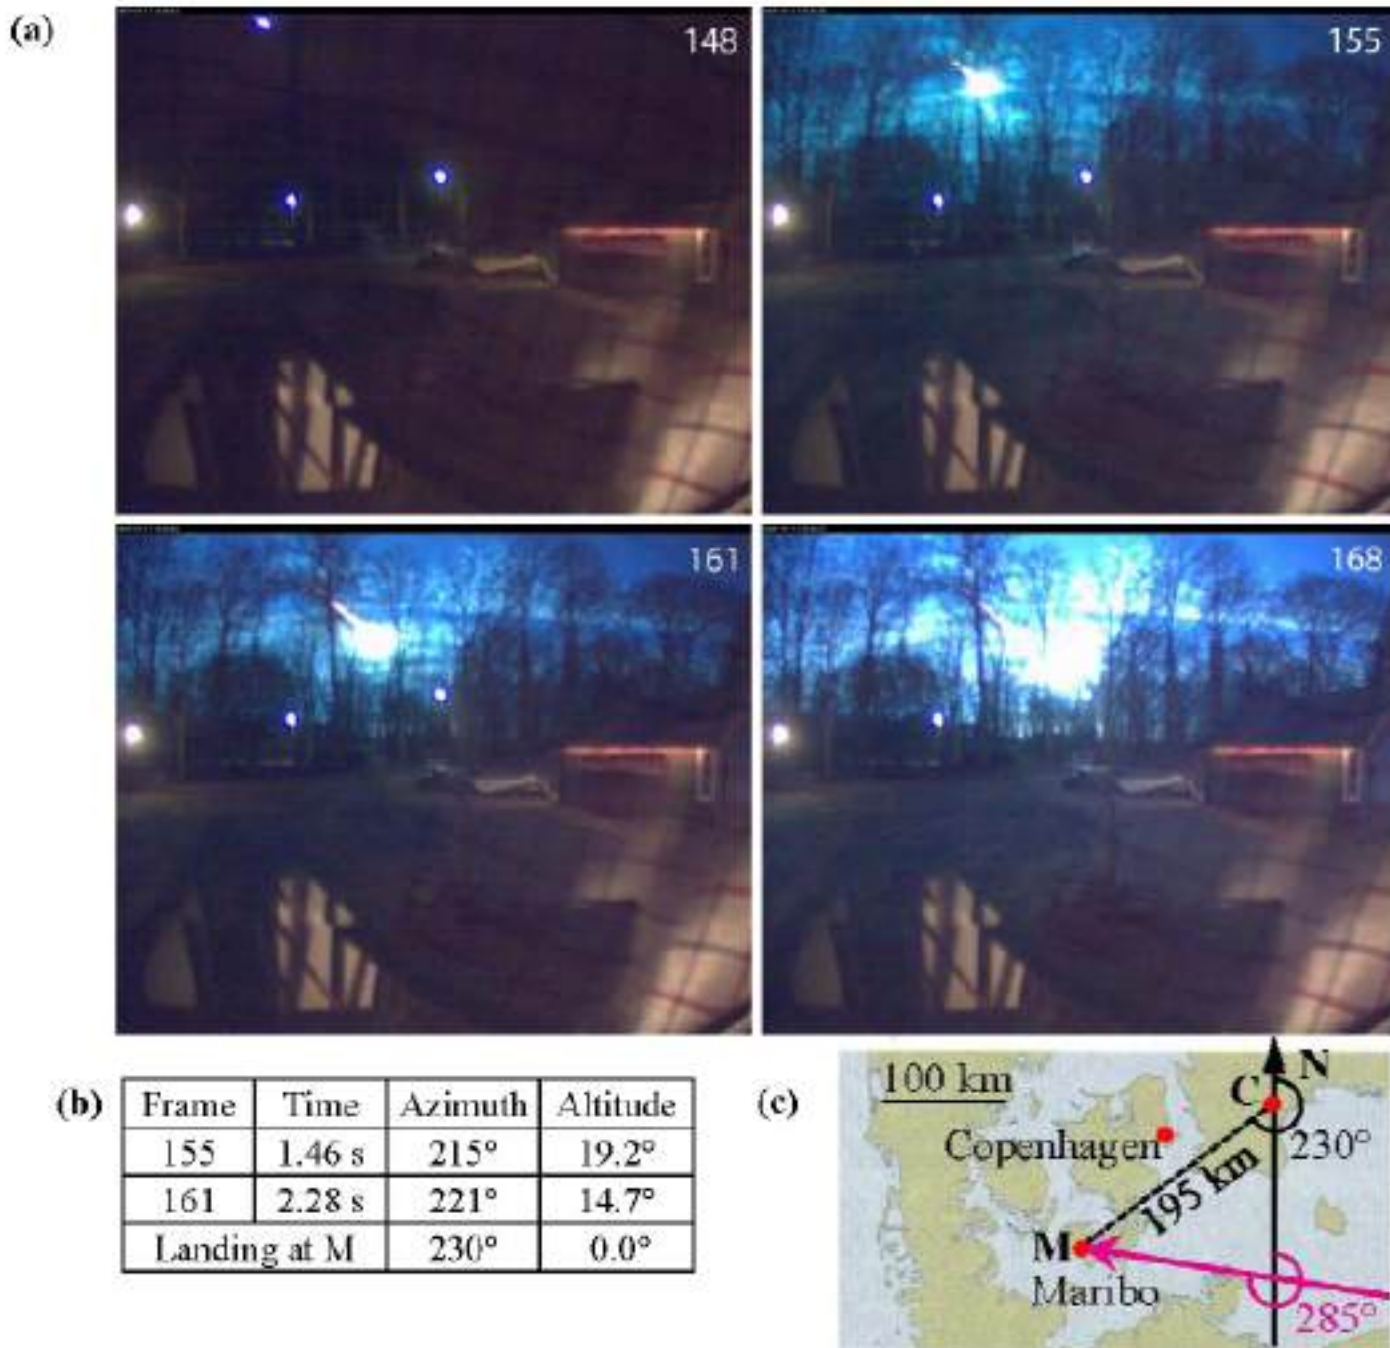 (a)
148
155
161
168
(b)
Frame Time Azimuth Altitude
155 1.46 s 215° 19.2°
161 2.28 s 221° 14.7°
Landing at M 230° 0.0°
(c)
100 km
C
N
Copenhagen
230°
195 km
M
Maribo
285°